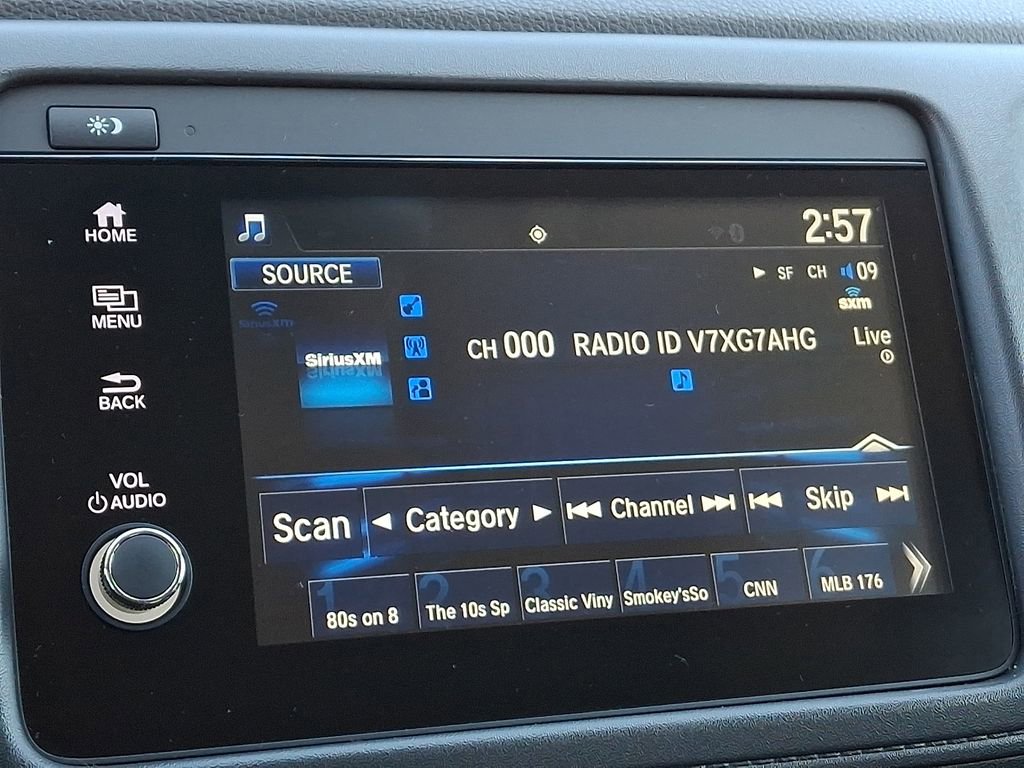 HOME
MENU
BACK
VOL
AUDIO
2:57
SOURCE
SF CH 09
sxm
SiriusXM
SiriusXM
CH 000 RADIO ID V7XG7AHG
Live
Scan Category Channel Skip
1 80s on 8
2 The 10s Sp
3 Classic Viny
4 Smokey'sSo
5 CNN
6 MLB 176